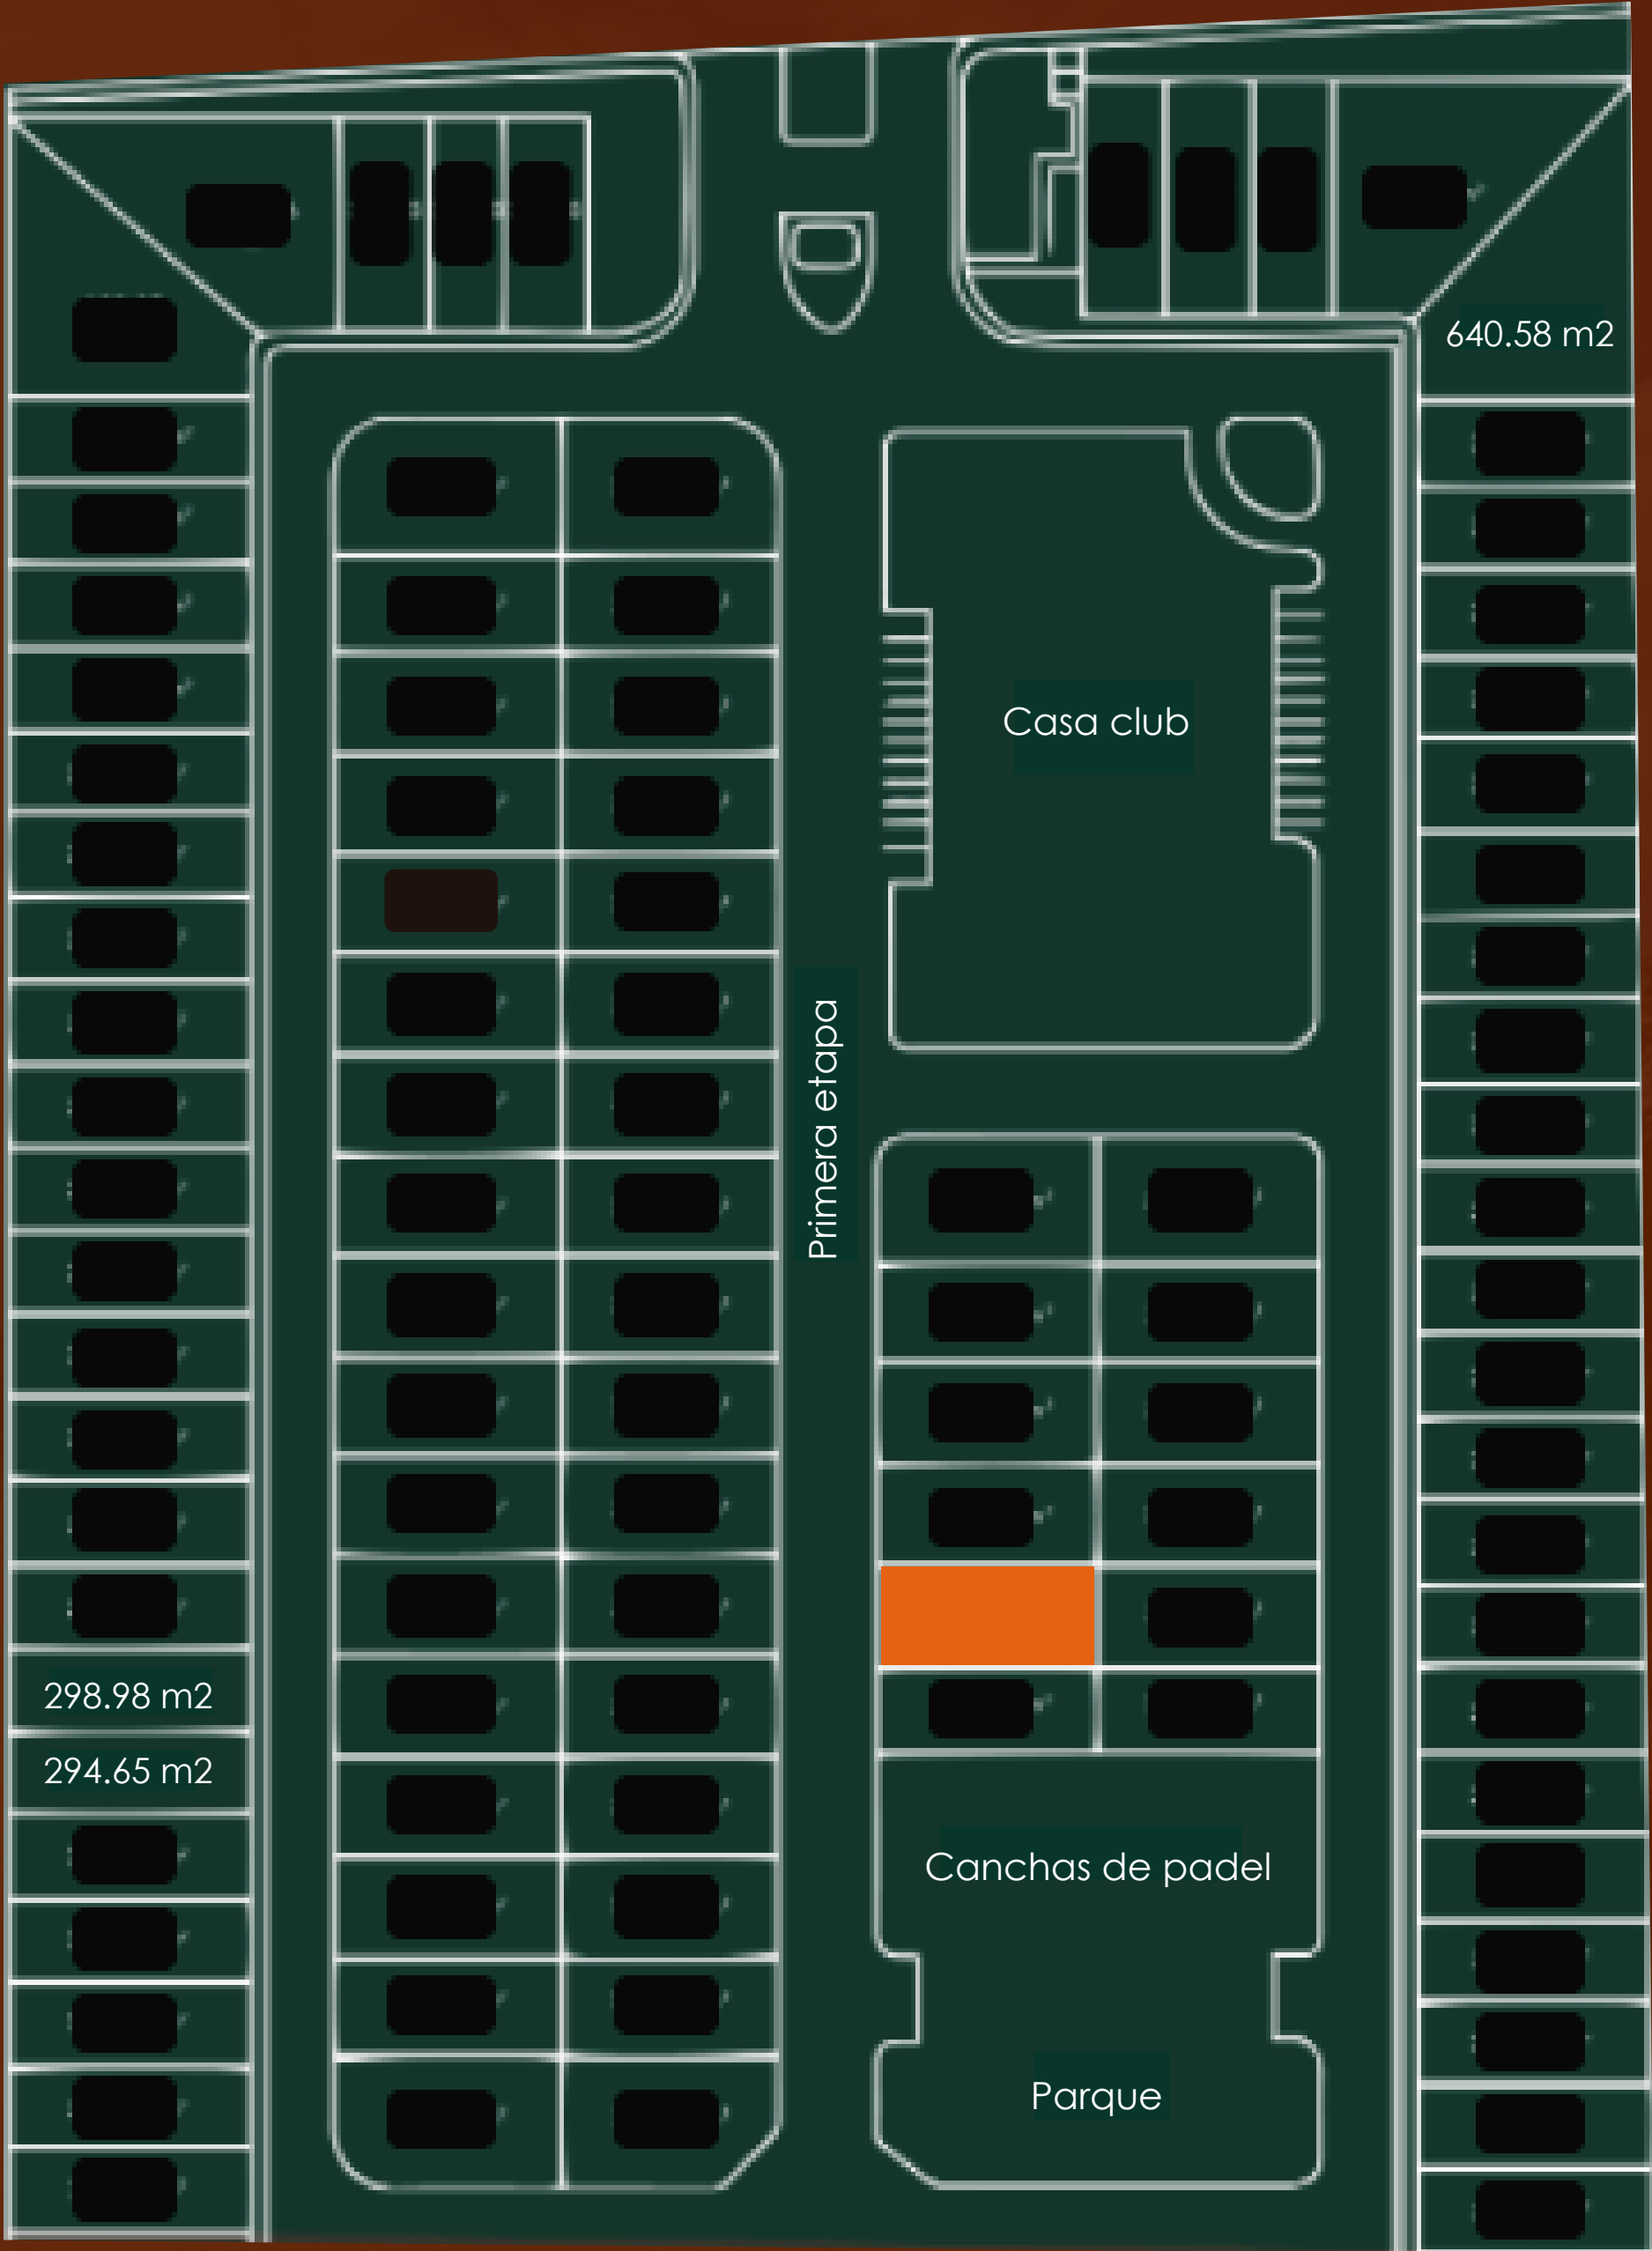 640.58 m2
Casa club
Primera etapa
298.98 m2
294.65 m2
Canchas de padel
Parque